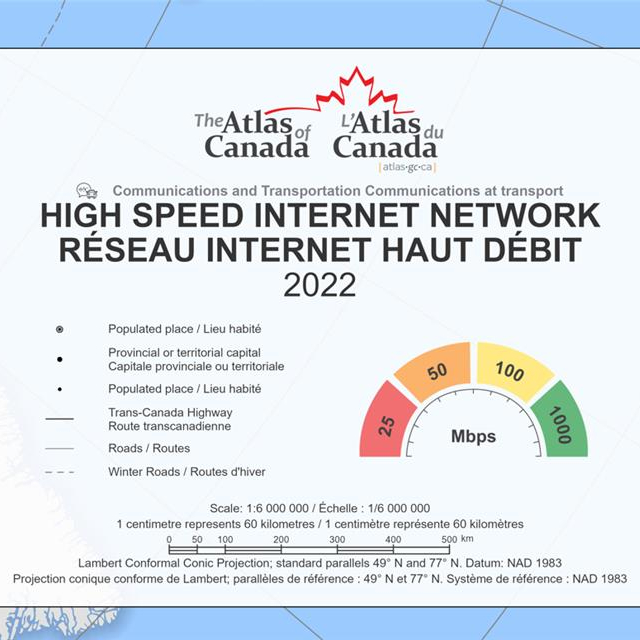 The Atlas of Canada L'Atlas du Canada
atlas•gc•ca
Communications and Transportation Communications at transport
HIGH SPEED INTERNET NETWORK
RÉSEAU INTERNET HAUT DÉBIT
2022
Populated place / Lieu habité
Provincial or territorial capital
Capitale provinciale ou territoriale
Populated place / Lieu habité
Trans-Canada Highway
Route transcanadienne
Roads / Routes
Winter Roads / Routes d'hiver
25 50 100 1000
Mbps
Scale: 1:6 000 000 / Échelle : 1/6 000 000
1 centimetre represents 60 kilometres / 1 centimètre représente 60 kilomètres
0 50 100 200 300 400 500 km
Lambert Conformal Conic Projection; standard parallels 49° N and 77° N. Datum: NAD 1983
Projection conique conforme de Lambert; parallèles de référence : 49° N et 77° N. Système de référence : NAD 1983